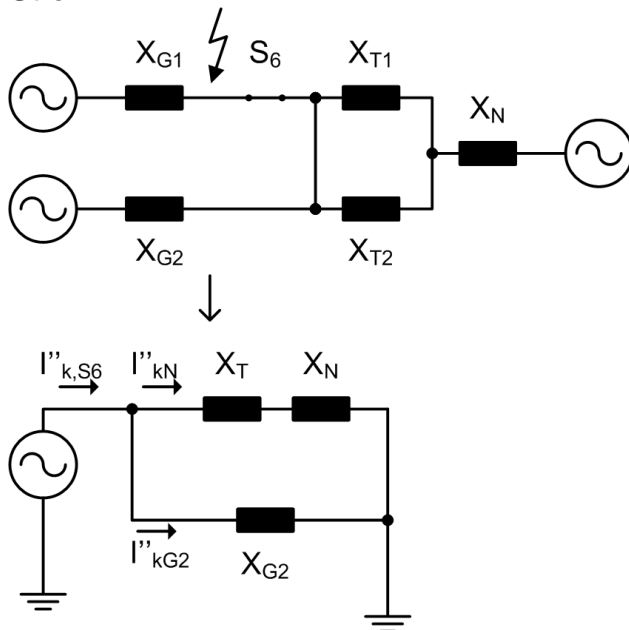 X_G1 S_6 X_T1
X_N
X_G2 X_T2
I''_k,S6 I''_kN X_T X_N
I''_kG2 X_G2